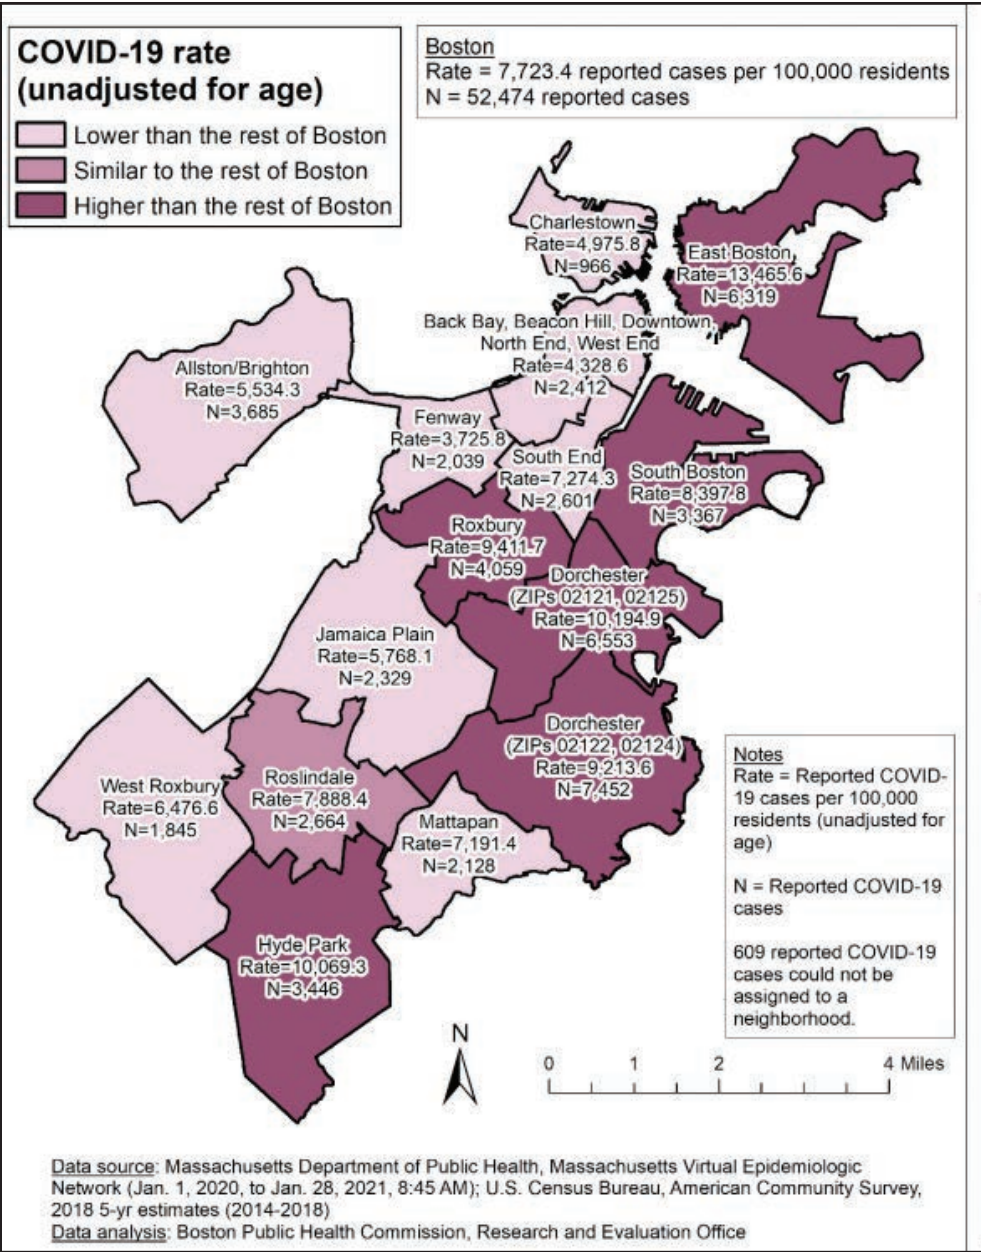 COVID-19 rate
(unadjusted for age)
Lower than the rest of Boston
Similar to the rest of Boston
Higher than the rest of Boston
Boston
Rate = 7,723.4 reported cases per 100,000 residents
N = 52,474 reported cases
Charlestown
Rate=4,975.8
N=966
East Boston
Rate=13,465.6
N=6,319
Back Bay, Beacon Hill, Downtown,
North End, West End
Rate=4,328.6
N=2,412
Allston/Brighton
Rate=5,534.3
N=3,685
Fenway
Rate=3,725.8
N=2,039
South End
Rate=7,274.3
N=2,601
South Boston
Rate=8,397.8
N=3,367
Roxbury
Rate=9,411.7
N=4,059
Dorchester
(ZIPs 02121, 02125)
Rate=10,194.9
N=6,553
Jamaica Plain
Rate=5,768.1
N=2,329
Dorchester
(ZIPs 02122, 02124)
Rate=9,213.6
N=7,452
West Roxbury
Rate=6,476.6
N=1,845
Roslindale
Rate=7,888.4
N=2,664
Mattapan
Rate=7,191.4
N=2,128
Hyde Park
Rate=10,069.3
N=3,446
Notes
Rate = Reported COVID-
19 cases per 100,000
residents (unadjusted for
age)
N = Reported COVID-19
cases
609 reported COVID-19
cases could not be
assigned to a
neighborhood.
N
0 1 2 4 Miles
Data source: Massachusetts Department of Public Health, Massachusetts Virtual Epidemiologic
Network (Jan. 1, 2020, to Jan. 28, 2021, 8:45 AM); U.S. Census Bureau, American Community Survey,
2018 5-yr estimates (2014-2018)
Data analysis: Boston Public Health Commission, Research and Evaluation Office